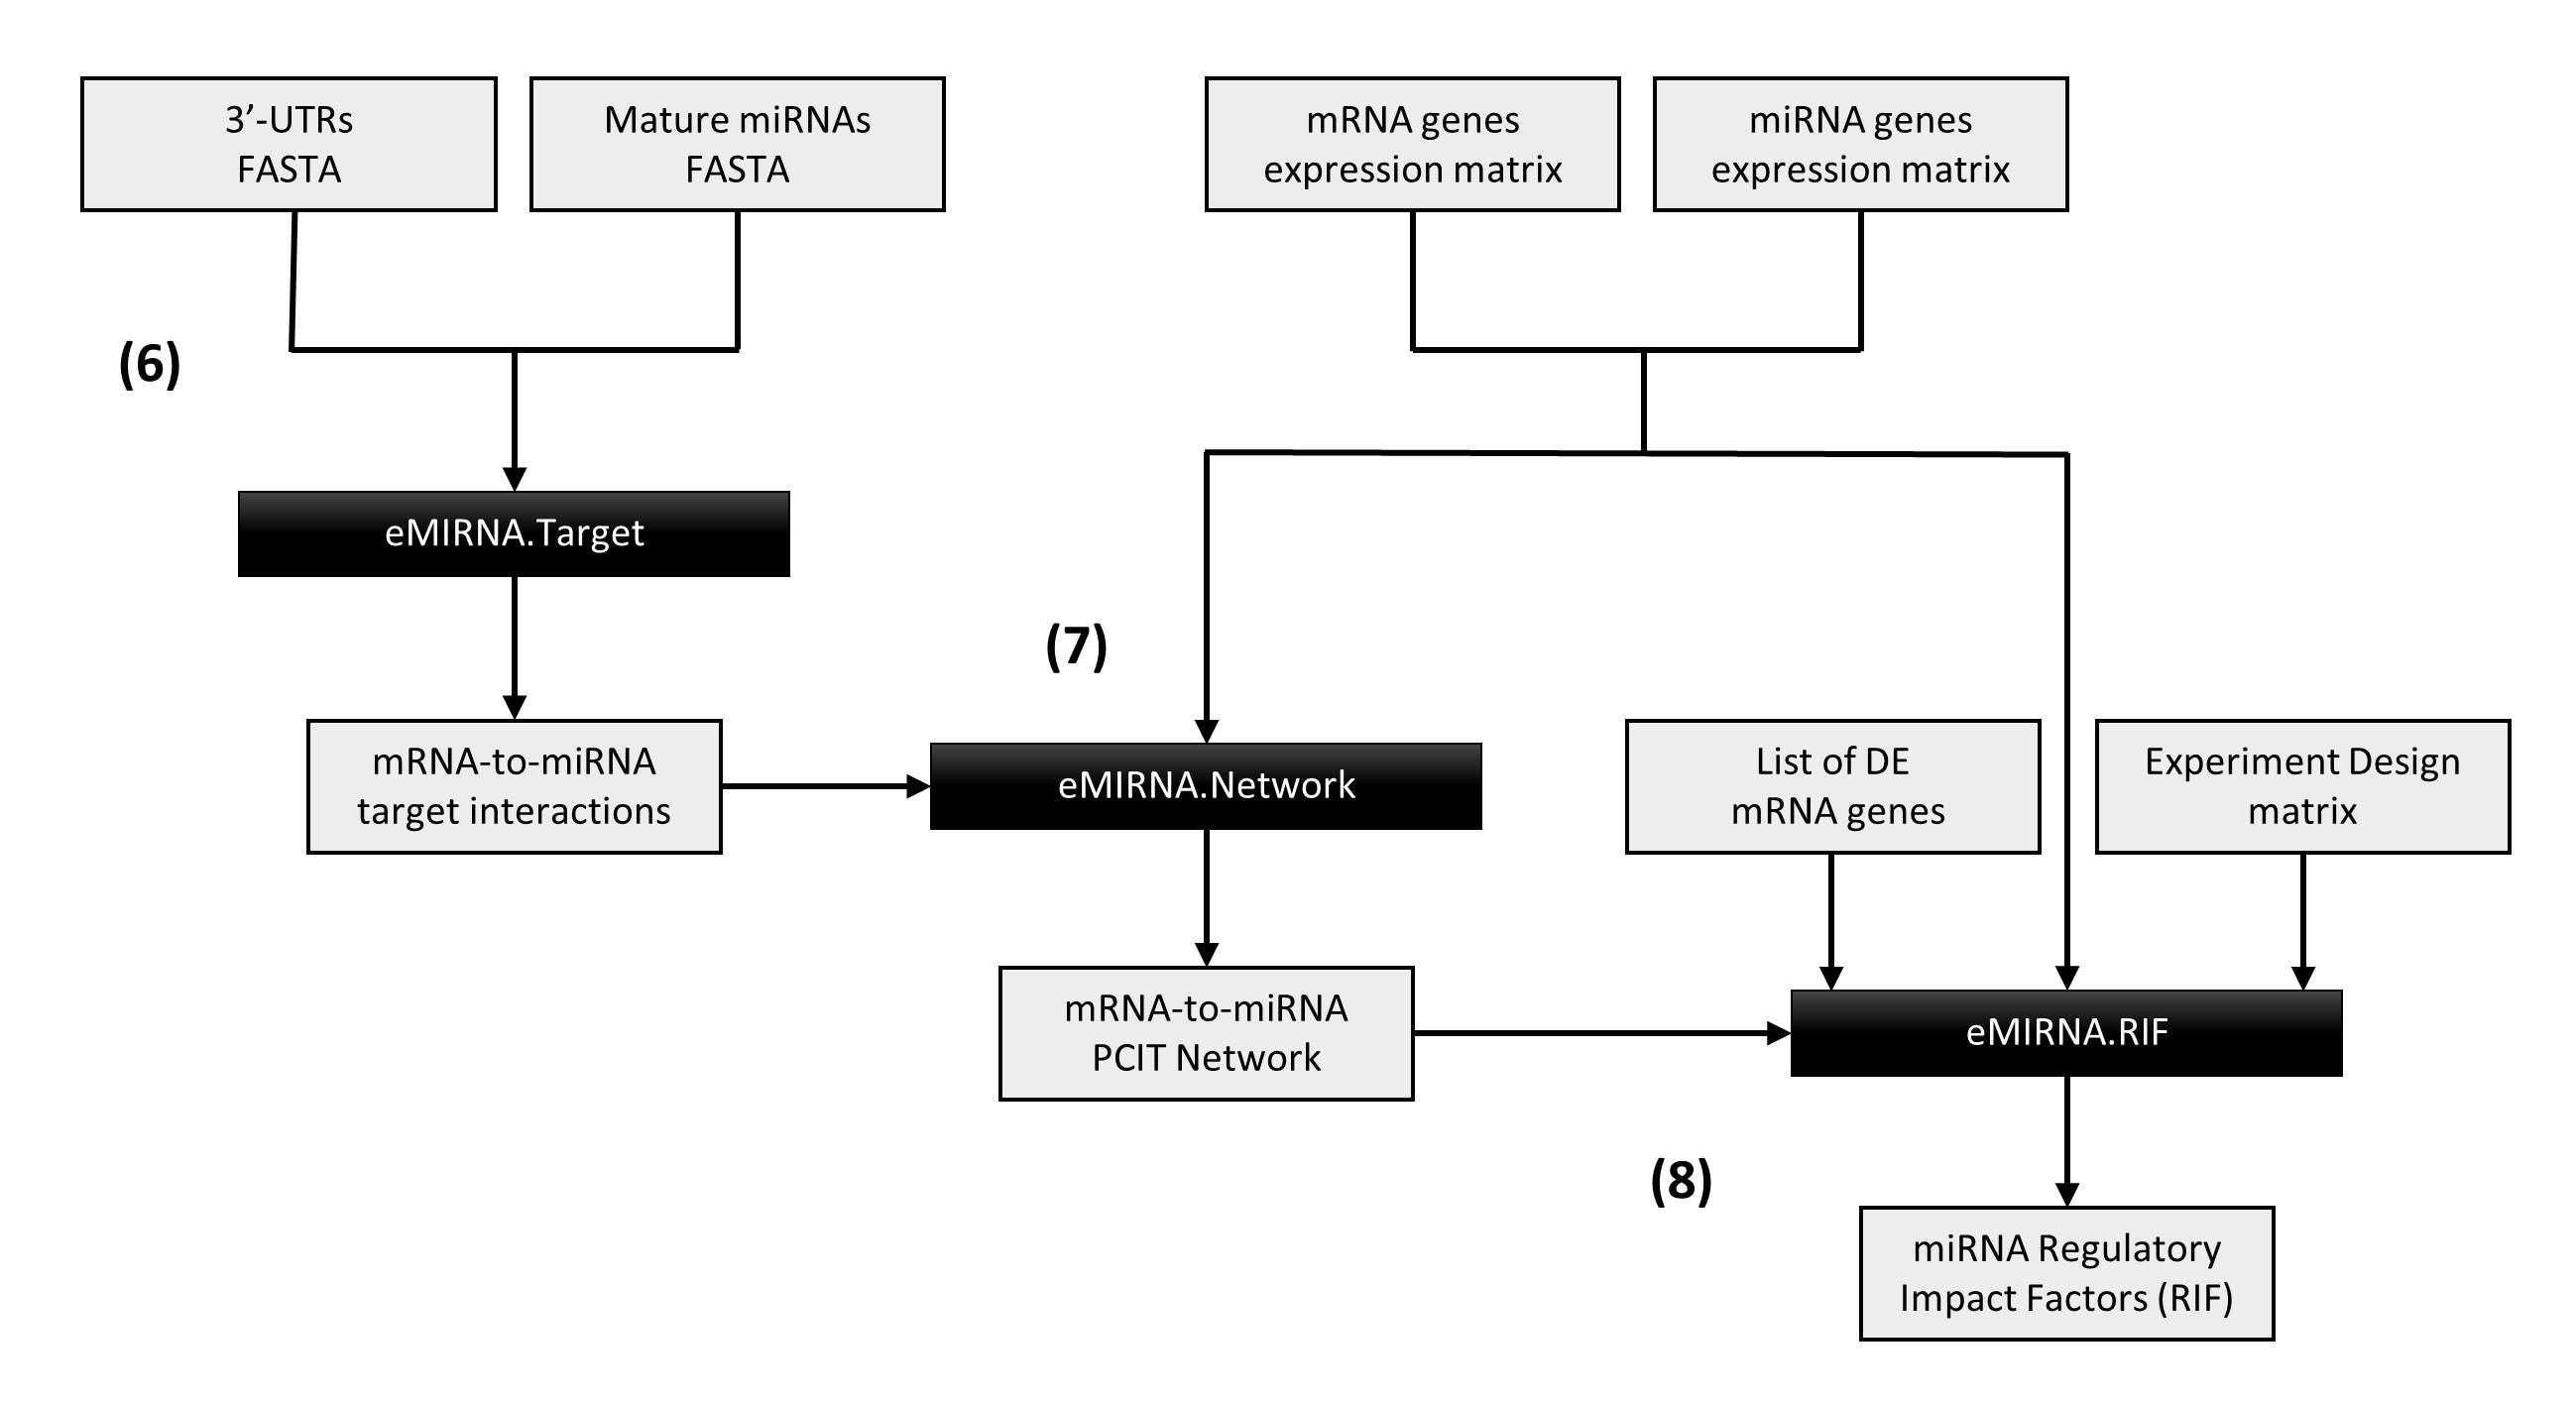 3’-UTRs
FASTA
Mature miRNAs
FASTA
mRNA genes
expression matrix
miRNA genes
expression matrix
(6)
eMIRNA.Target
(7)
mRNA-to-miRNA
target interactions
eMIRNA.Network
List of DE
mRNA genes
Experiment Design
matrix
mRNA-to-miRNA
PCIT Network
eMIRNA.RIF
(8)
miRNA Regulatory
Impact Factors (RIF)